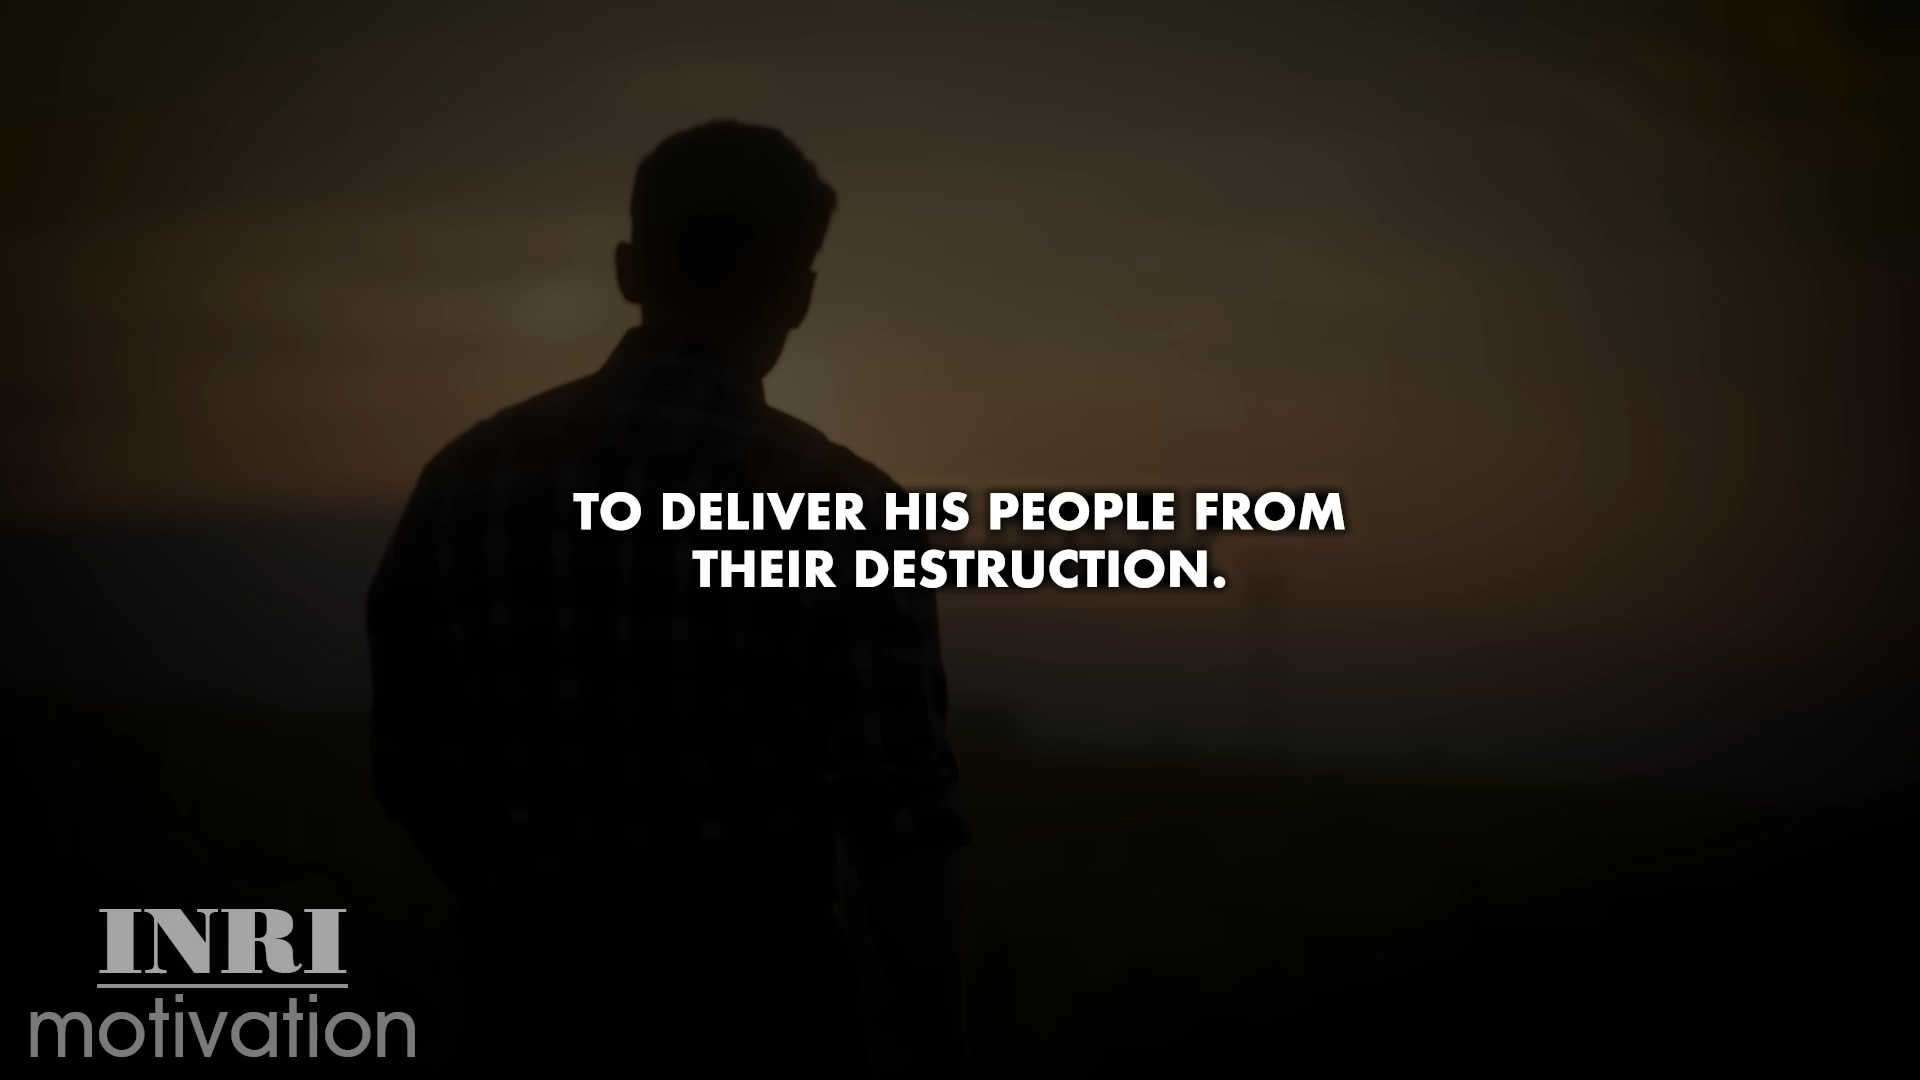 TO DELIVER HIS PEOPLE FROM
THEIR DESTRUCTION.
INRI
motivation